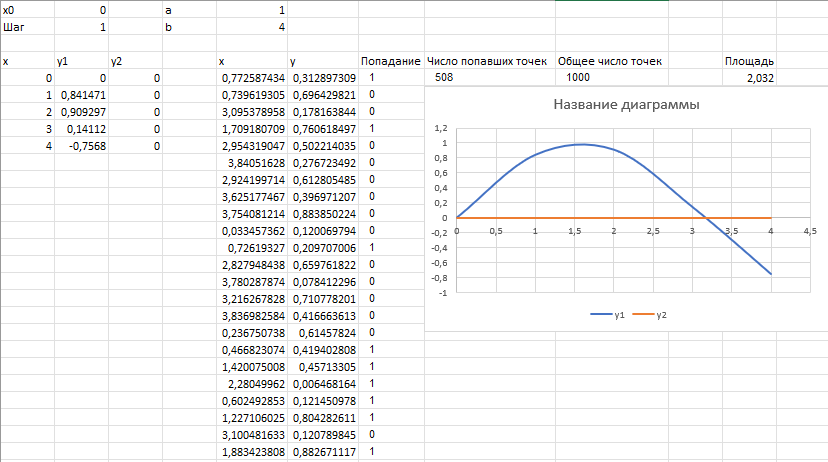 x0 0 a 1
Шаг 1 b 4
x y1 y2 x y Попадание Число попавших точек Общее число точек Площадь
0 0 0 0,772587434 0,312897309 1 508 1000 2,032
1 0,841471 0 0,739619305 0,696429821 0
2 0,909297 0 3,095378958 0,178163844 0
3 0,14112 0 1,709180709 0,760618497 1
4 -0,7568 0 2,954319047 0,502214035 0
3,84051628 0,276723492 0
2,924199714 0,612805485 0
3,625177467 0,396971207 0
3,754081214 0,883850224 0
0,033457362 0,120069794 0
0,72619327 0,209707006 1
2,827948438 0,659761822 0
3,780287874 0,078412296 0
3,216267828 0,710778201 0
3,836982584 0,416663613 0
0,236750738 0,61457824 0
0,466823074 0,419402808 1
1,420075008 0,45713305 1
2,28049962 0,006468164 1
0,602492853 0,121450978 1
1,227106025 0,804282611 1
3,100481633 0,120789845 0
1,883423808 0,882671117 1
Название диаграммы
1,2
1
0,8
0,6
0,4
0,2
0
-0,2
-0,4
-0,6
-0,8
-1
0 0,5 1 1,5 2 2,5 3 3,5 4 4,5
y1 y2